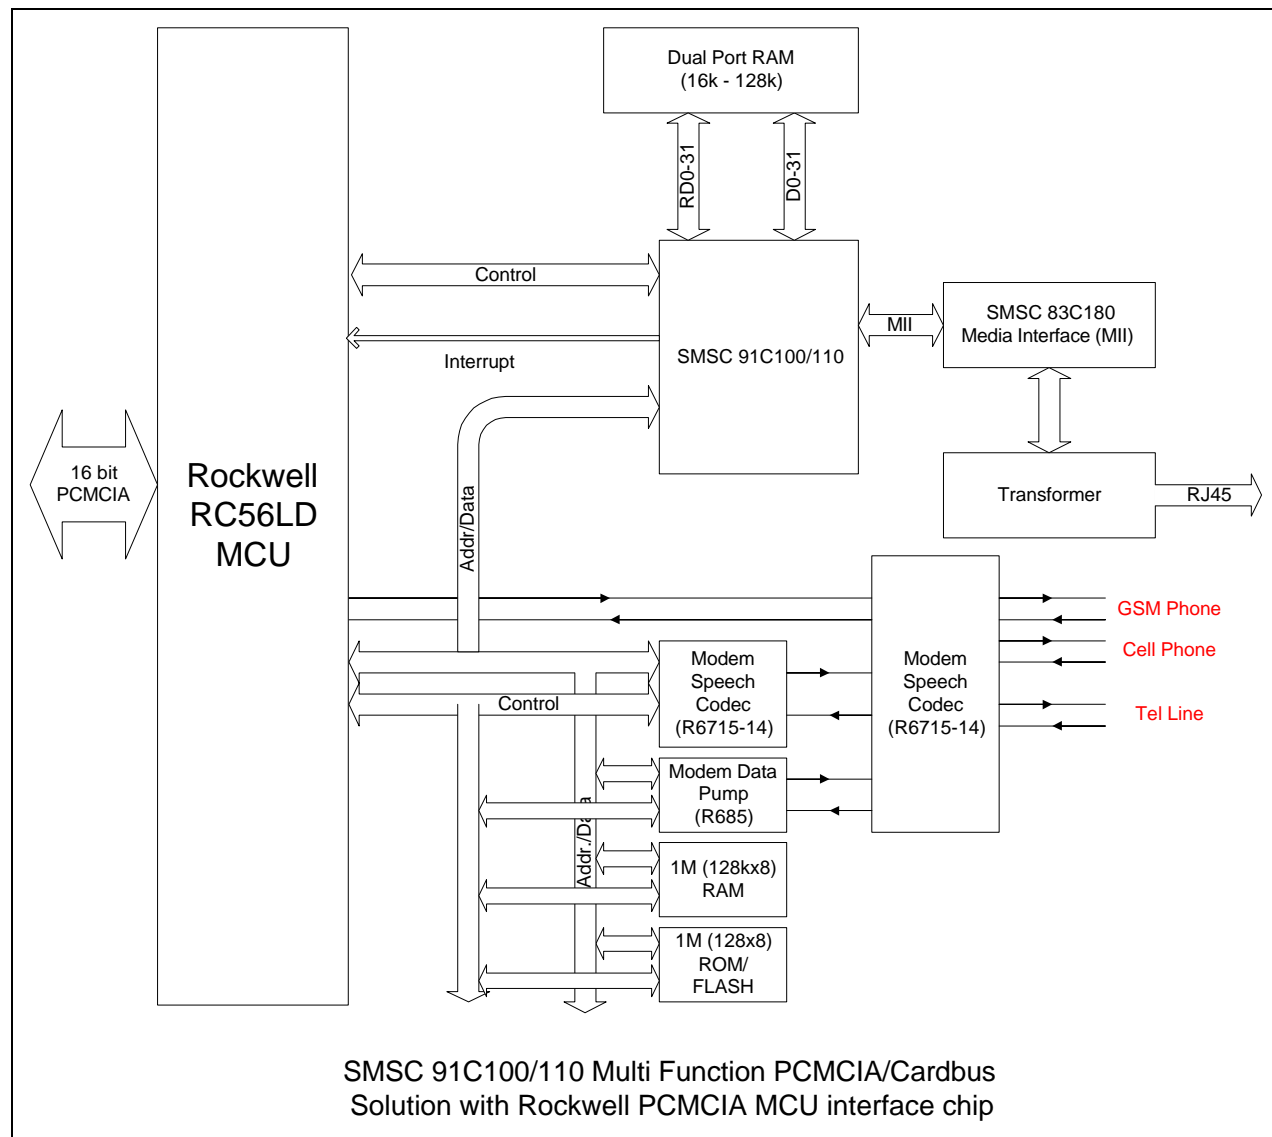 Dual Port RAM
(16k - 128k)
RD0-31
D0-31
Control
Interrupt
SMSC 91C100/110
MII
SMSC 83C180
Media Interface (MII)
Transformer
RJ45
16 bit
PCMCIA
Rockwell
RC56LD
MCU
Addr/Data
GSM Phone
Cell Phone
Tel Line
Modem
Speech
Codec
(R6715-14)
Modem
Speech
Codec
(R6715-14)
Control
Modem Data
Pump
(R685)
Addr./Data
1M (128kx8)
RAM
1M (128x8)
ROM/
FLASH
SMSC 91C100/110 Multi Function PCMCIA/Cardbus
Solution with Rockwell PCMCIA MCU interface chip